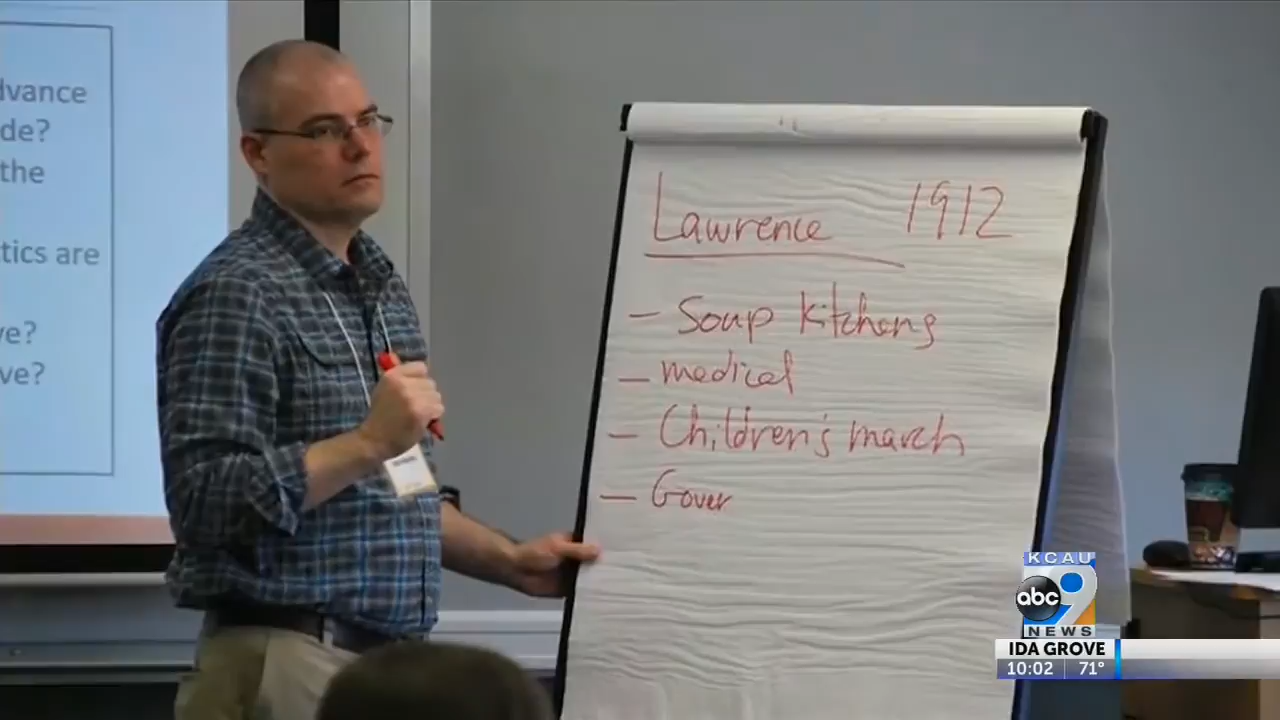 dvance
de?
the
tics are
ve?
ve?
Lawrence 1912
- Soup Kitchens
- medical
- Children's march
- Gover
KCAU
abc 9
NEWS
IDA GROVE
10:02 71°